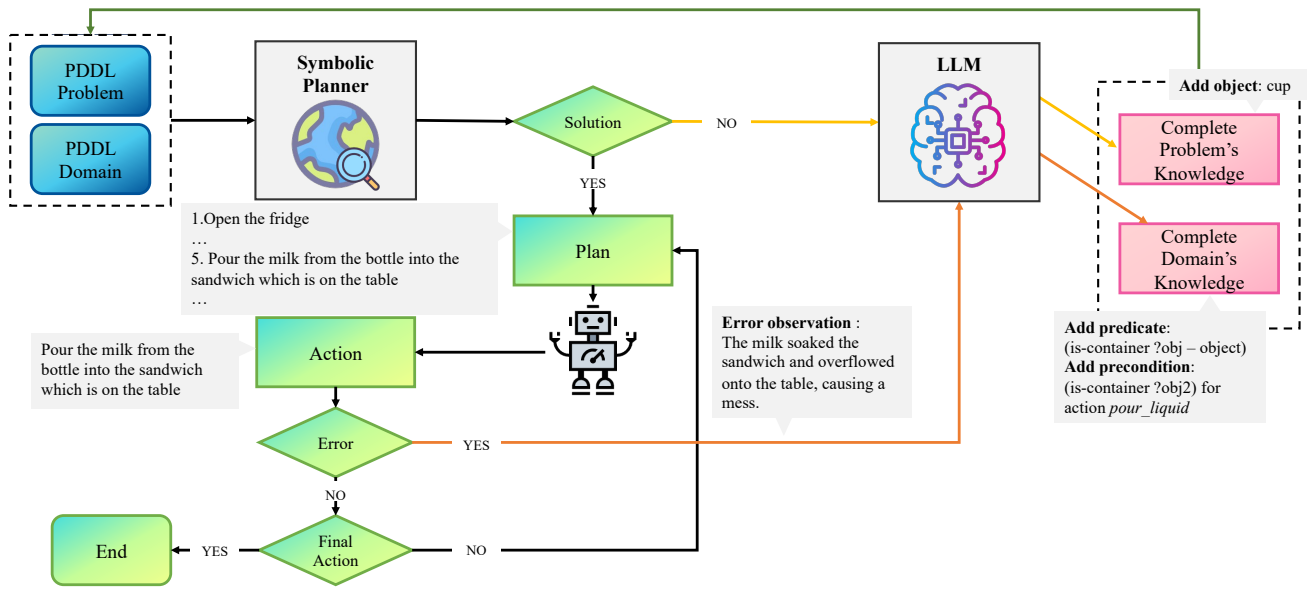 PDDL
Problem
PDDL
Domain
Symbolic
Planner
Solution
NO
LLM
Add object: cup
Complete
Problem's
Knowledge
YES
1.Open the fridge
…
5. Pour the milk from the bottle into the
sandwich which is on the table
…
Plan
Complete
Domain's
Knowledge
Pour the milk from the
bottle into the sandwich
which is on the table
Action
Error observation :
The milk soaked the
sandwich and overflowed
onto the table, causing a
mess.
Add predicate:
(is-container ?obj – object)
Add precondition:
(is-container ?obj2) for
action pour_liquid
Error
YES
NO
End
YES
Final
Action
NO